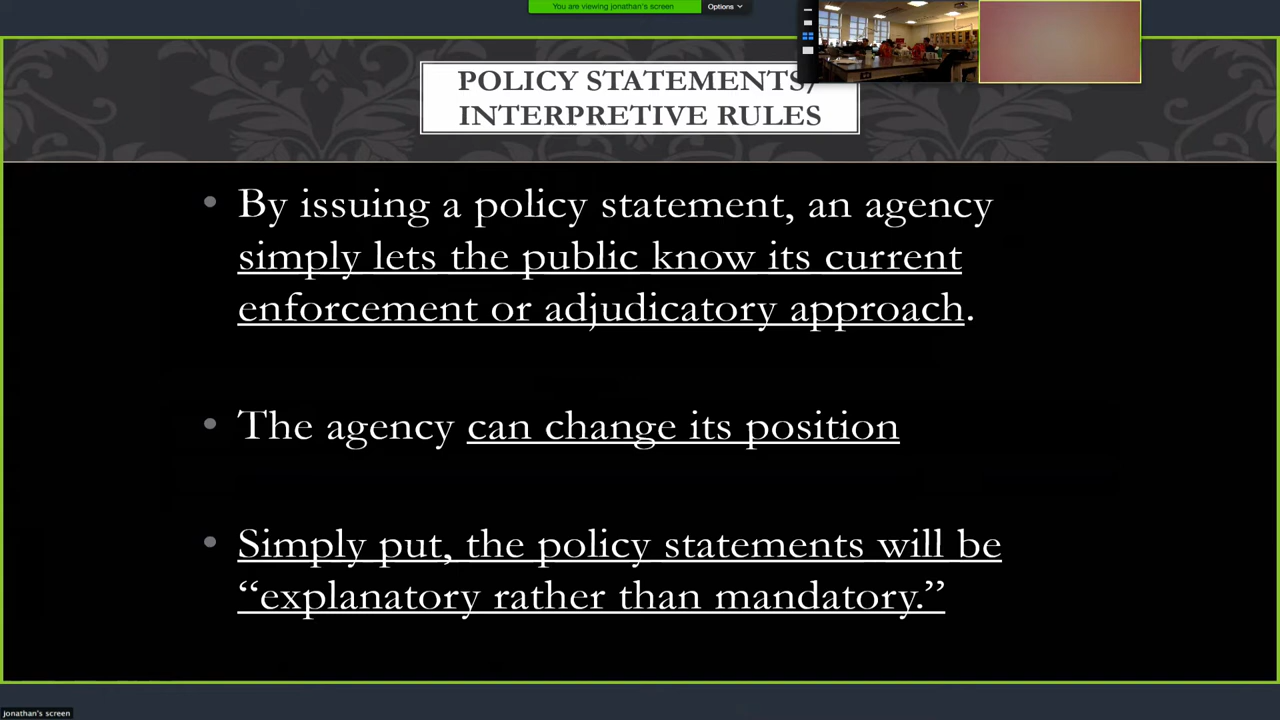 You are viewing jonathan's screen
Options
POLICY STATEMENTS/
INTERPRETIVE RULES
• By issuing a policy statement, an agency
simply lets the public know its current
enforcement or adjudicatory approach.
• The agency can change its position
• Simply put, the policy statements will be
“explanatory rather than mandatory.”
jonathan's screen